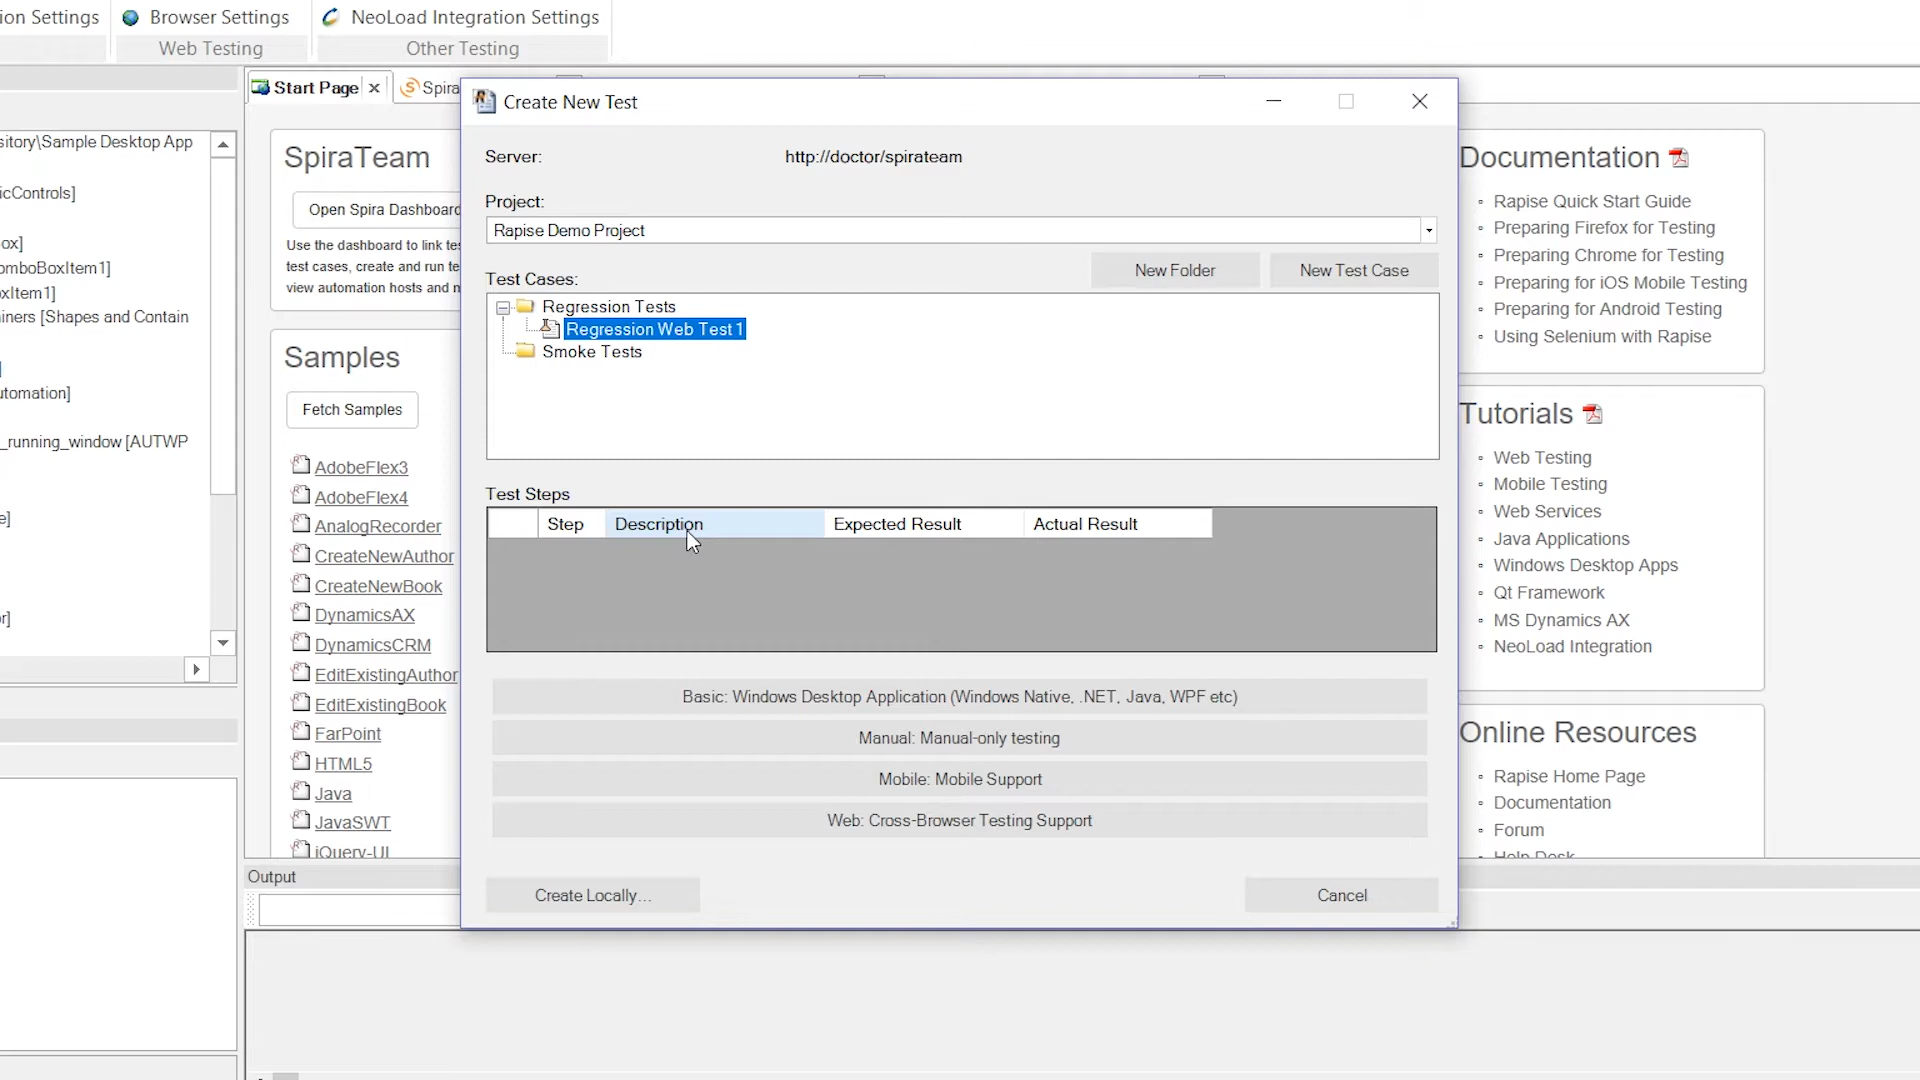 ion Settings
Browser Settings
NeoLoad Integration Settings
Web Testing
Other Testing
Start Page
Spira
Create New Test
Server:
http://doctor/spirateam
Project:
Rapise Demo Project
Test Cases:
New Folder
New Test Case
Regression Tests
Regression Web Test 1
Smoke Tests
Test Steps
Step
Description
Expected Result
Actual Result
Basic: Windows Desktop Application (Windows Native, .NET, Java, WPF etc)
Manual: Manual-only testing
Mobile: Mobile Support
Web: Cross-Browser Testing Support
Create Locally...
Cancel
sitory\Sample Desktop App
icControls]
ox]
omboBoxItem1]
oxItem1]
iners [Shapes and Contain
]
utomation]
_running_window [AUTWP
e]
or]
SpiraTeam
Open Spira Dashboard
Use the dashboard to link te
test cases, create and run te
view automation hosts and n
Samples
Fetch Samples
AdobeFlex3
AdobeFlex4
AnalogRecorder
CreateNewAuthor
CreateNewBook
DynamicsAX
DynamicsCRM
EditExistingAuthor
EditExistingBook
FarPoint
HTML5
Java
JavaSWT
jQuery-UI
Output
Documentation
Rapise Quick Start Guide
Preparing Firefox for Testing
Preparing Chrome for Testing
Preparing for iOS Mobile Testing
Preparing for Android Testing
Using Selenium with Rapise
Tutorials
Web Testing
Mobile Testing
Web Services
Java Applications
Windows Desktop Apps
Qt Framework
MS Dynamics AX
NeoLoad Integration
Online Resources
Rapise Home Page
Documentation
Forum
Help Desk